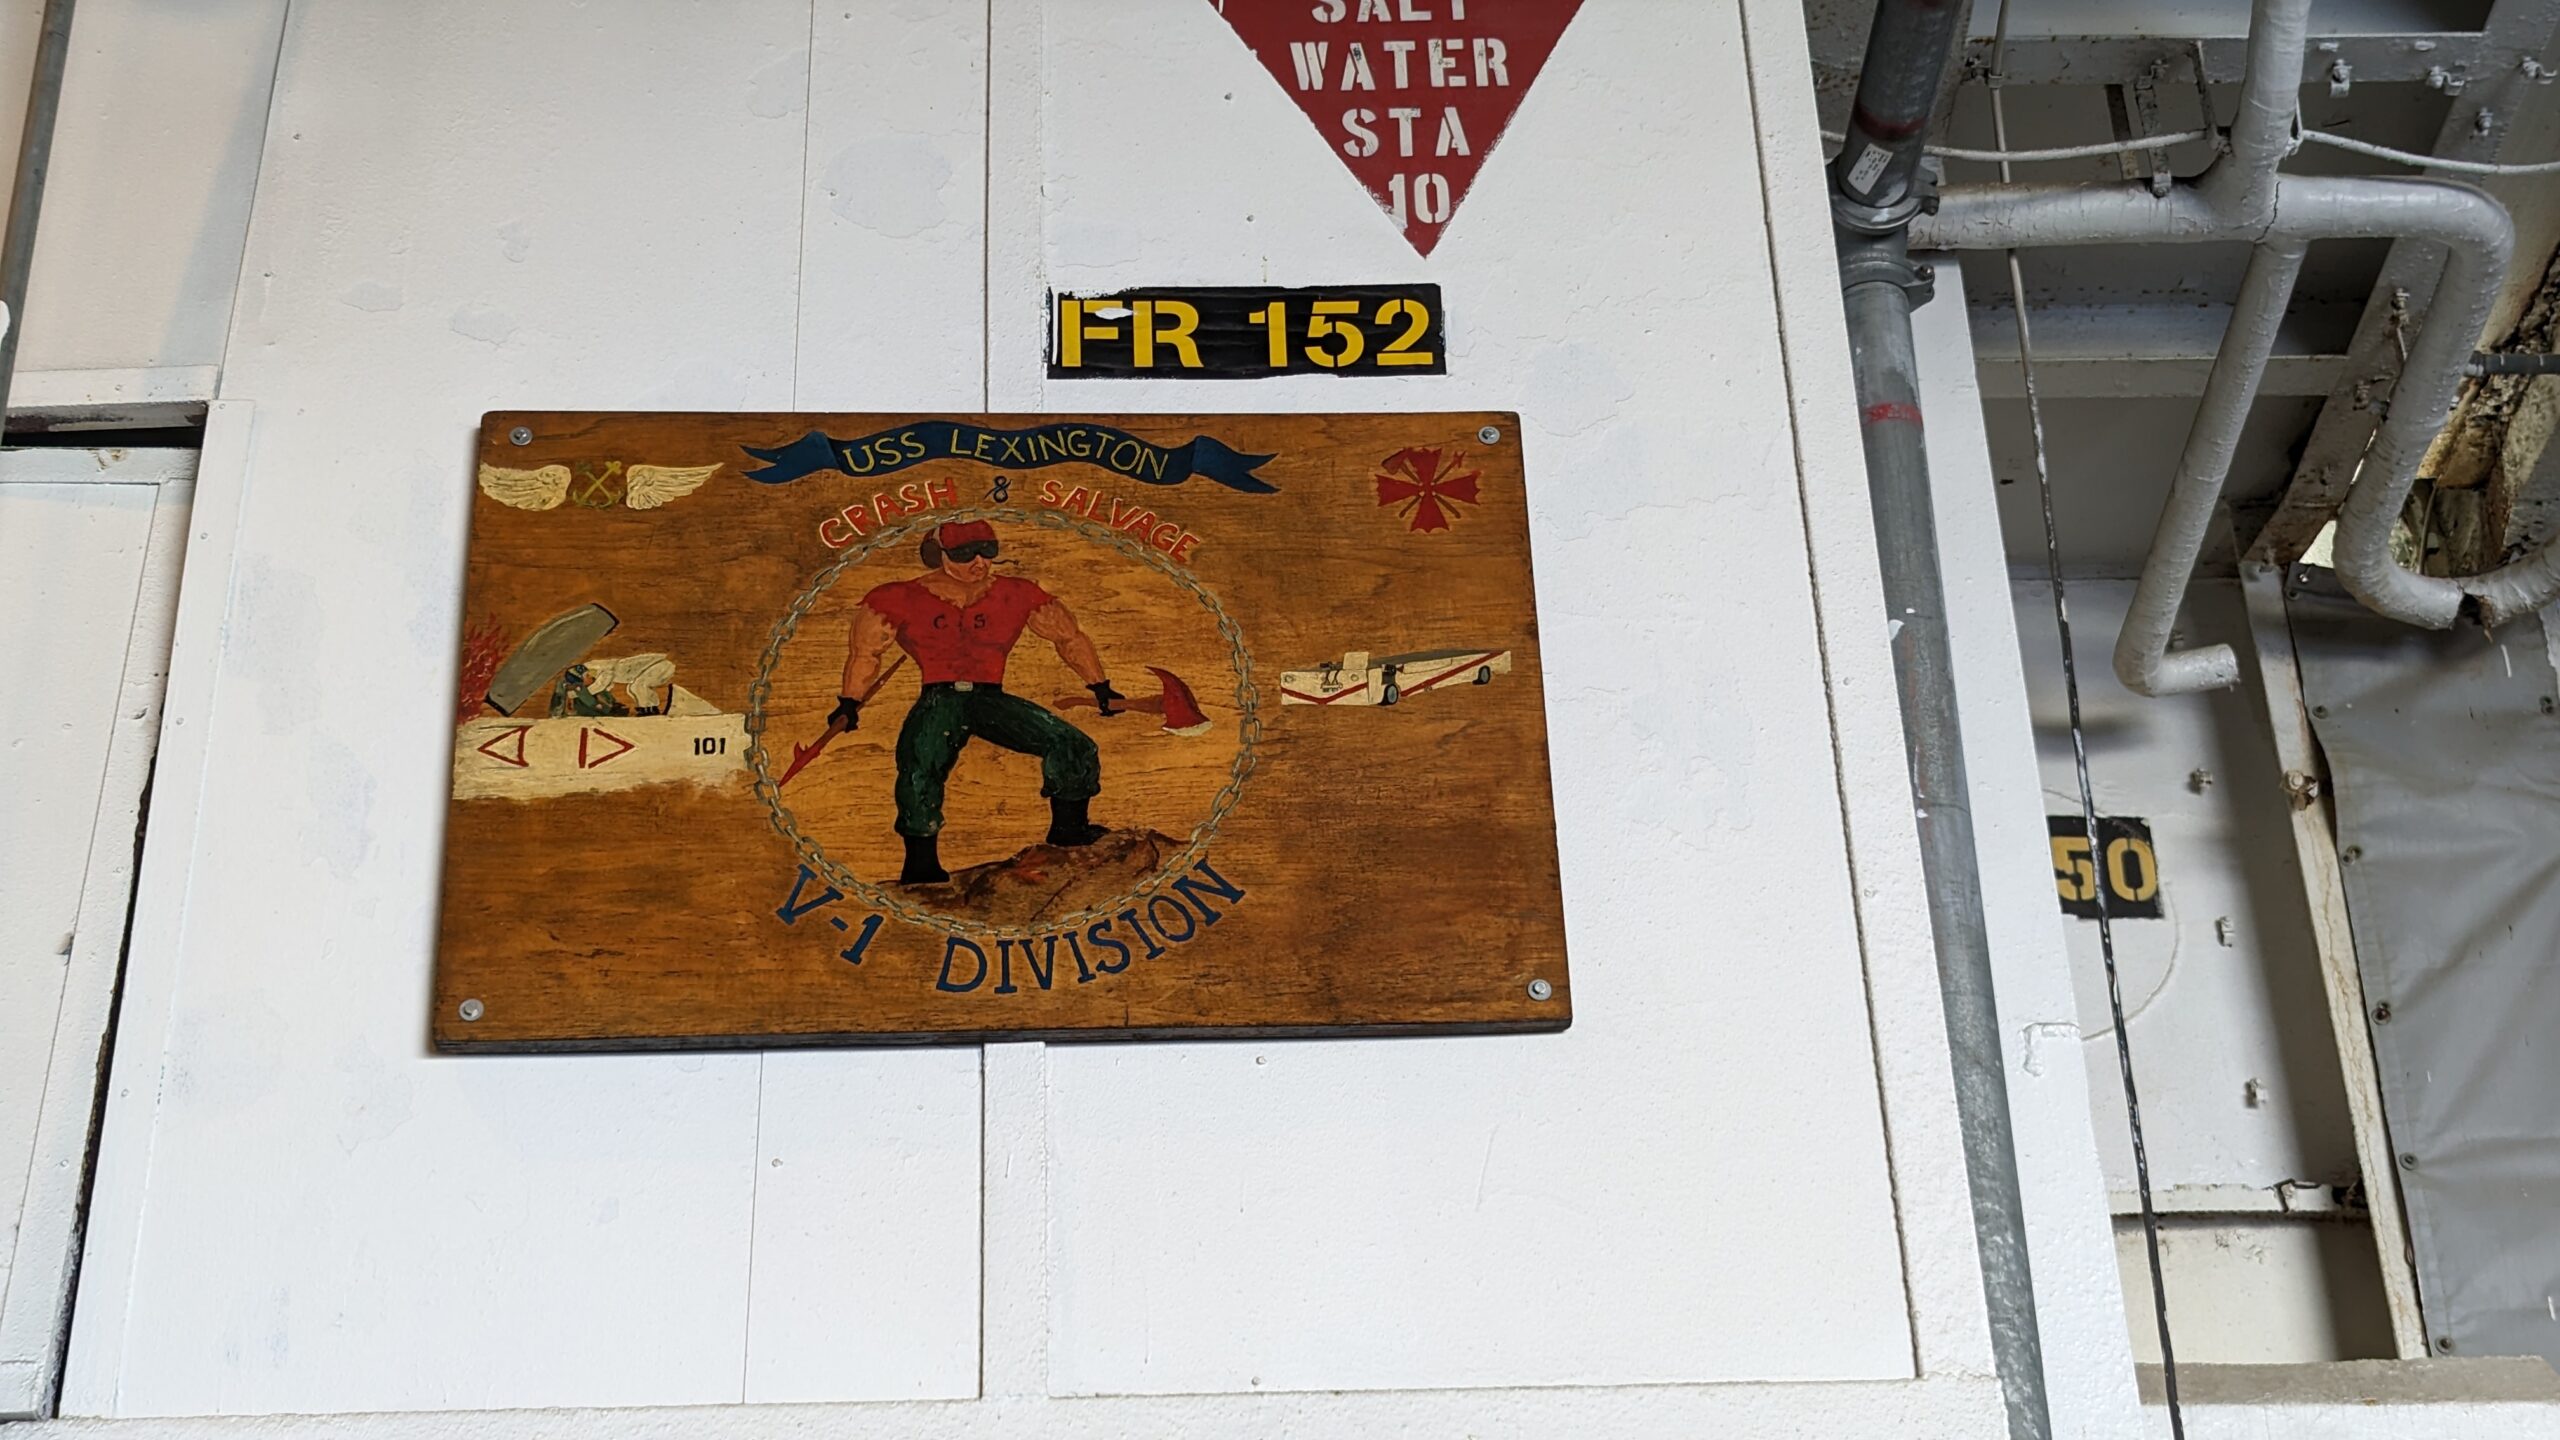 SALT
WATER
STA
10
FR 152
USS LEXINGTON
CRASH & SALVAGE
C S
101
V-1 DIVISION
50